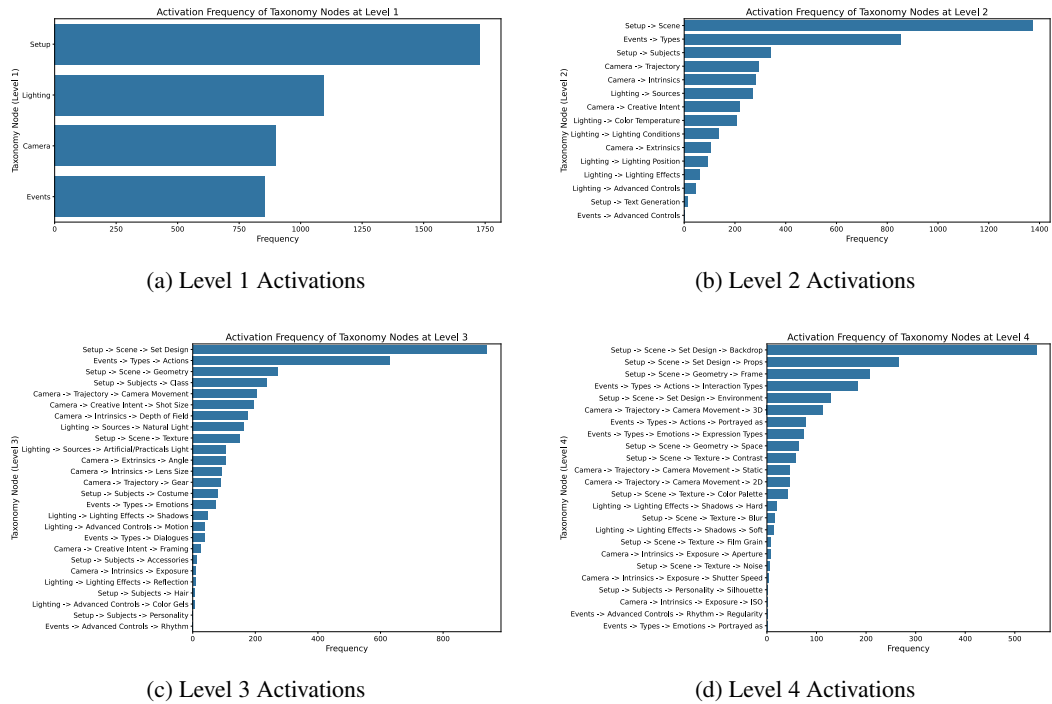 Activation Frequency of Taxonomy Nodes at Level 1
Taxonomy Node (Level 1)
Setup
Lighting
Camera
Events
0 250 500 750 1000 1250 1500 1750
Frequency
(a) Level 1 Activations
Activation Frequency of Taxonomy Nodes at Level 2
Taxonomy Node (Level 2)
Setup -> Scene
Events -> Types
Setup -> Subjects
Camera -> Trajectory
Camera -> Intrinsics
Lighting -> Sources
Camera -> Creative Intent
Lighting -> Color Temperature
Lighting -> Lighting Conditions
Camera -> Extrinsics
Lighting -> Lighting Position
Lighting -> Lighting Effects
Lighting -> Advanced Controls
Setup -> Text Generation
Events -> Advanced Controls
0 200 400 600 800 1000 1200 1400
Frequency
(b) Level 2 Activations
Activation Frequency of Taxonomy Nodes at Level 3
Taxonomy Node (Level 3)
Setup -> Scene -> Set Design
Events -> Types -> Actions
Setup -> Scene -> Geometry
Setup -> Subjects -> Class
Camera -> Trajectory -> Camera Movement
Camera -> Creative Intent -> Shot Size
Camera -> Intrinsics -> Depth of Field
Lighting -> Sources -> Natural Light
Setup -> Scene -> Texture
Lighting -> Sources -> Artificial/Practicals Light
Camera -> Extrinsics -> Angle
Camera -> Intrinsics -> Lens Size
Camera -> Trajectory -> Gear
Setup -> Subjects -> Costume
Events -> Types -> Emotions
Lighting -> Lighting Effects -> Shadows
Lighting -> Advanced Controls -> Motion
Events -> Types -> Dialogues
Camera -> Creative Intent -> Framing
Setup -> Subjects -> Accessories
Camera -> Intrinsics -> Exposure
Lighting -> Lighting Effects -> Reflection
Setup -> Subjects -> Hair
Lighting -> Advanced Controls -> Color Gels
Setup -> Subjects -> Personality
Events -> Advanced Controls -> Rhythm
0 200 400 600 800
Frequency
(c) Level 3 Activations
Activation Frequency of Taxonomy Nodes at Level 4
Taxonomy Node (Level 4)
Setup -> Scene -> Set Design -> Backdrop
Setup -> Scene -> Set Design -> Props
Setup -> Scene -> Geometry -> Frame
Events -> Types -> Actions -> Interaction Types
Setup -> Scene -> Set Design -> Environment
Camera -> Trajectory -> Camera Movement -> 3D
Events -> Types -> Actions -> Portrayed as
Events -> Types -> Emotions -> Expression Types
Setup -> Scene -> Geometry -> Space
Setup -> Scene -> Texture -> Contrast
Camera -> Trajectory -> Camera Movement -> Static
Camera -> Trajectory -> Camera Movement -> 2D
Setup -> Scene -> Texture -> Color Palette
Lighting -> Lighting Effects -> Shadows -> Hard
Setup -> Scene -> Texture -> Blur
Lighting -> Lighting Effects -> Shadows -> Soft
Setup -> Scene -> Texture -> Film Grain
Camera -> Intrinsics -> Exposure -> Aperture
Setup -> Scene -> Texture -> Noise
Camera -> Intrinsics -> Exposure -> Shutter Speed
Setup -> Subjects -> Personality -> Silhouette
Camera -> Intrinsics -> Exposure -> ISO
Events -> Advanced Controls -> Rhythm -> Regularity
Events -> Types -> Emotions -> Portrayed as
0 100 200 300 400 500
Frequency
(d) Level 4 Activations